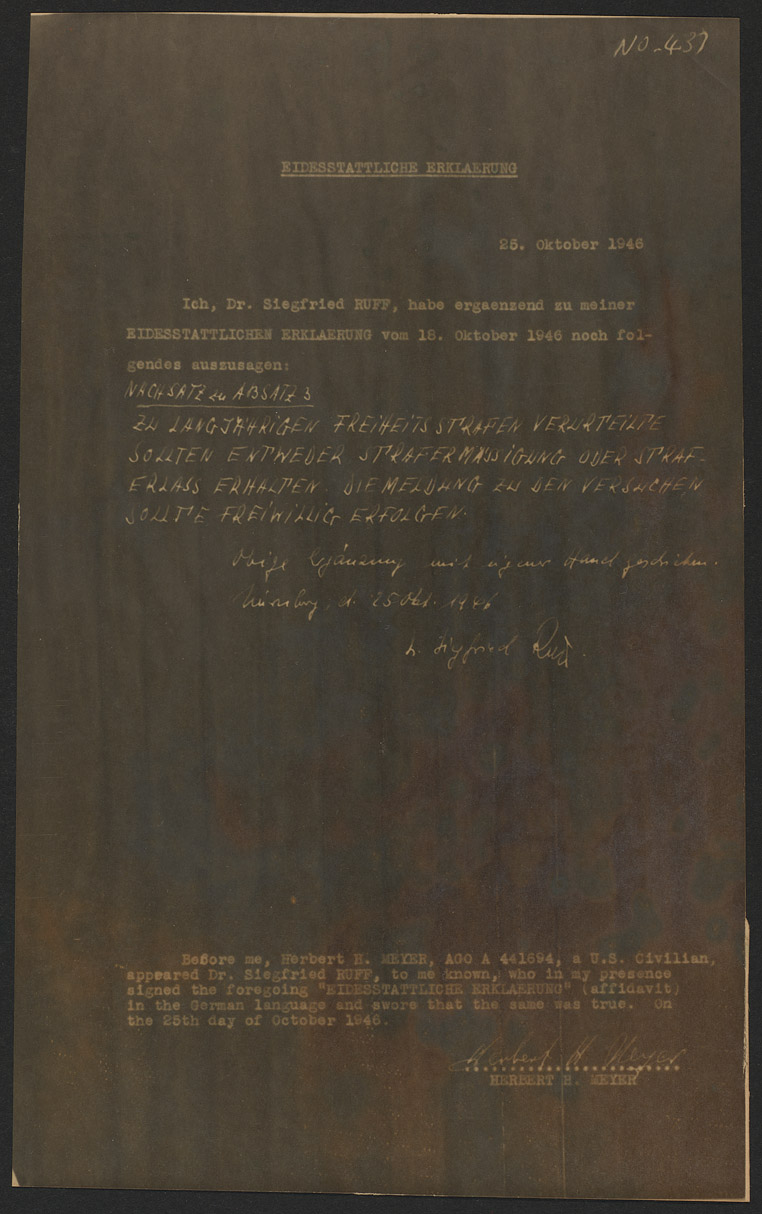 NO-437
EIDESSTATTLICHE ERKLAERUNG
25. Oktober 1946
Ich, Dr. Siegfried RUFF, habe ergaenzend zu meiner
EIDESSTATTLICHEN ERKLAERUNG vom 18. Oktober 1946 noch fol-
gendes auszusagen:
NACHSATZ zu ABSATZ 3
ZU LANGJÄHRIGEN FREIHEITSSTRAFEN VERURTEILTE
SOLLTEN ENTWEDER STRAFERMÄSSIGUNG ODER STRAF-
ERLASS ERHALTEN. DIE MELDUNG ZU DEN VERSUCHEN
SOLLTE FREIWILLIG ERFOLGEN.
Obige Ergänzung mit eigener Hand geschrieben.
Nürnberg, d. 25 Okt. 1946
Dr. Siegfried Ruff.
Before me, Herbert H. MEYER, AGO A 441694, a U.S. Civilian,
appeared Dr. Siegfried RUFF, to me known, who in my presence
signed the foregoing "EIDESSTATTLICHE ERKLAERUNG" (affidavit)
in the German language and swore that the same was true. On
the 25th day of October 1946.
Herbert H. Meyer
HERBERT H. MEYER